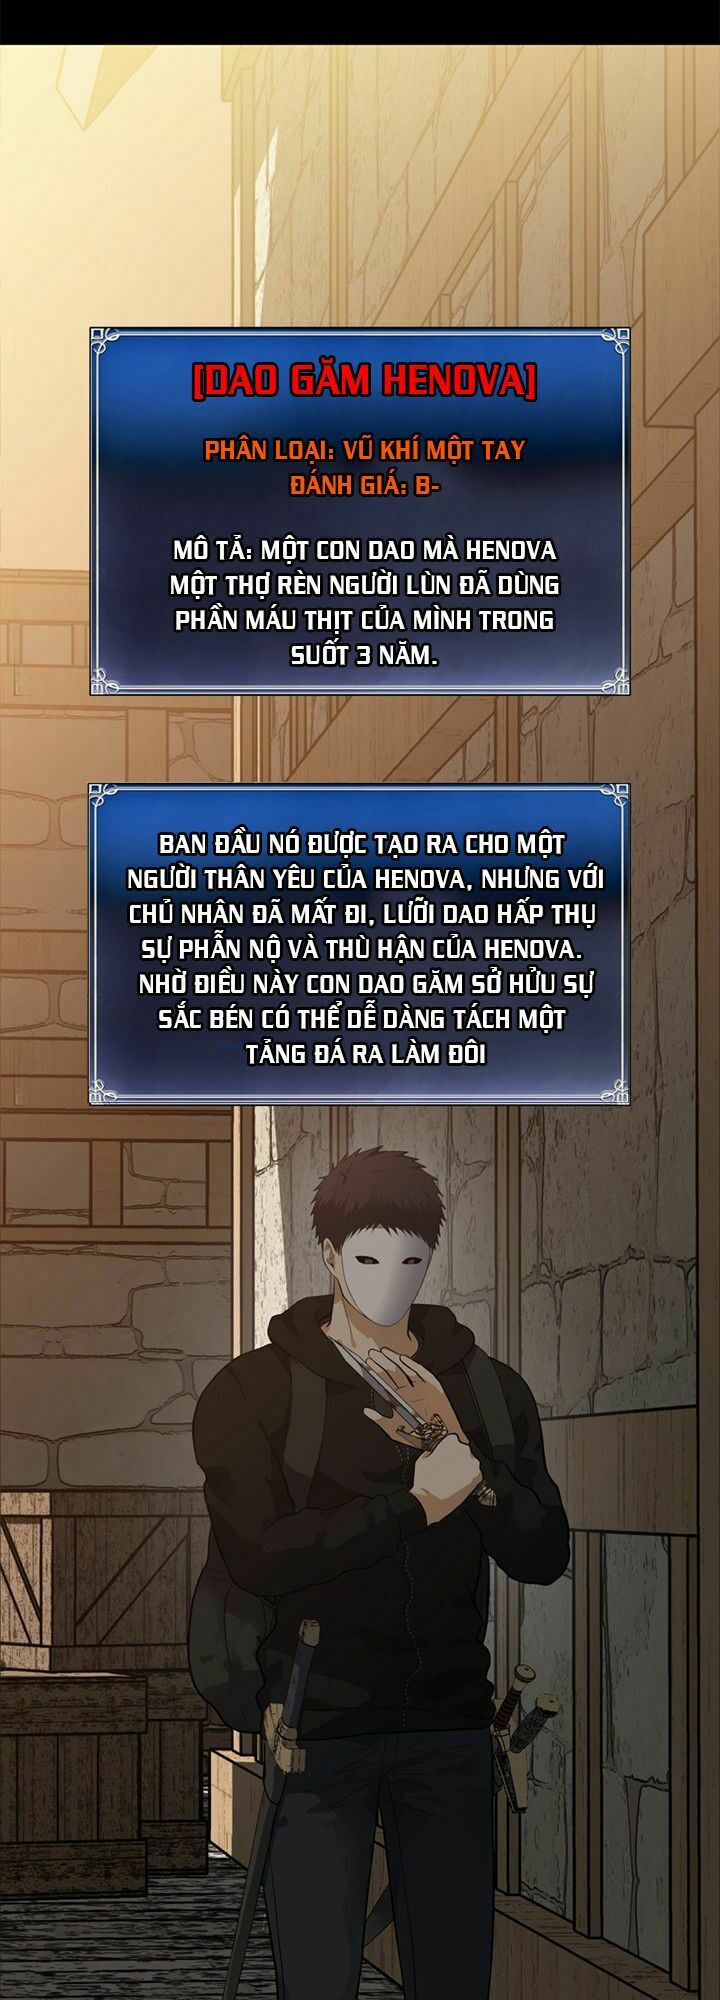 [DAO GĂM HENOVA]
PHÂN LOẠI: VŨ KHÍ MỘT TAY
ĐÁNH GIÁ: B-
MÔ TẢ: MỘT CON DAO MÀ HENOVA
MỘT THỢ RÈN NGƯỜI LÙN ĐÃ DÙNG
PHẦN MÁU THỊT CỦA MÌNH TRONG
SUỐT 3 NĂM.
BAN ĐẦU NÓ ĐƯỢC TẠO RA CHO MỘT
NGƯỜI THÂN YÊU CỦA HENOVA, NHƯNG VỚI
CHỦ NHÂN ĐÃ MẤT ĐI, LƯỠI DAO HẤP THỤ
SỰ PHẪN NỘ VÀ THÙ HẬN CỦA HENOVA.
NHỜ ĐIỀU NÀY CON DAO GĂM SỞ HỬU SỰ
SẮC BÉN CÓ THỂ DỄ DÀNG TÁCH MỘT
TẢNG ĐÁ RA LÀM ĐÔI